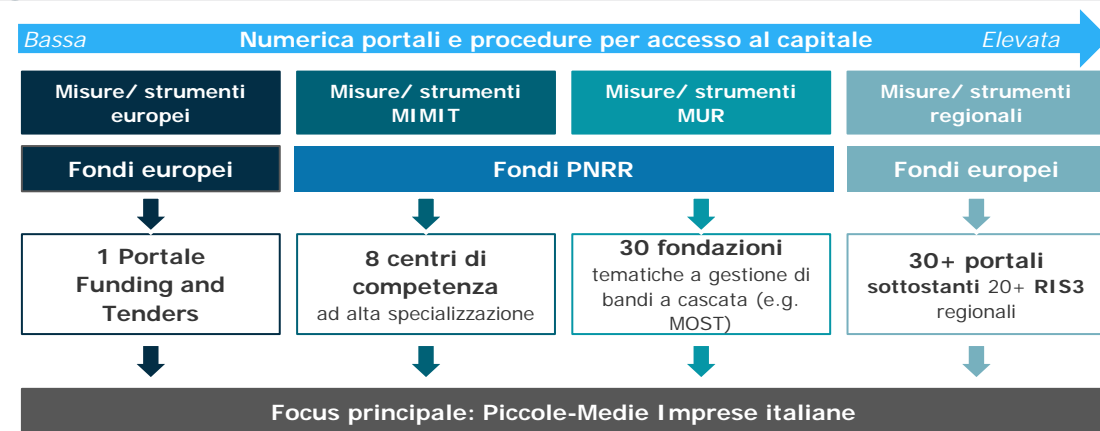 Bassa Numerica portali e procedure per accesso al capitale Elevata
Misure/ strumenti
europei
Misure/ strumenti
MIMIT
Misure/ strumenti
MUR
Misure/ strumenti
regionali
Fondi europei
Fondi PNRR
Fondi europei
1 Portale
Funding and
Tenders
8 centri di
competenza
ad alta specializzazione
30 fondazioni
tematiche a gestione di
bandi a cascata (e.g.
MOST)
30+ portali
sottostanti 20+ RIS3
regionali
Focus principale: Piccole-Medie Imprese italiane